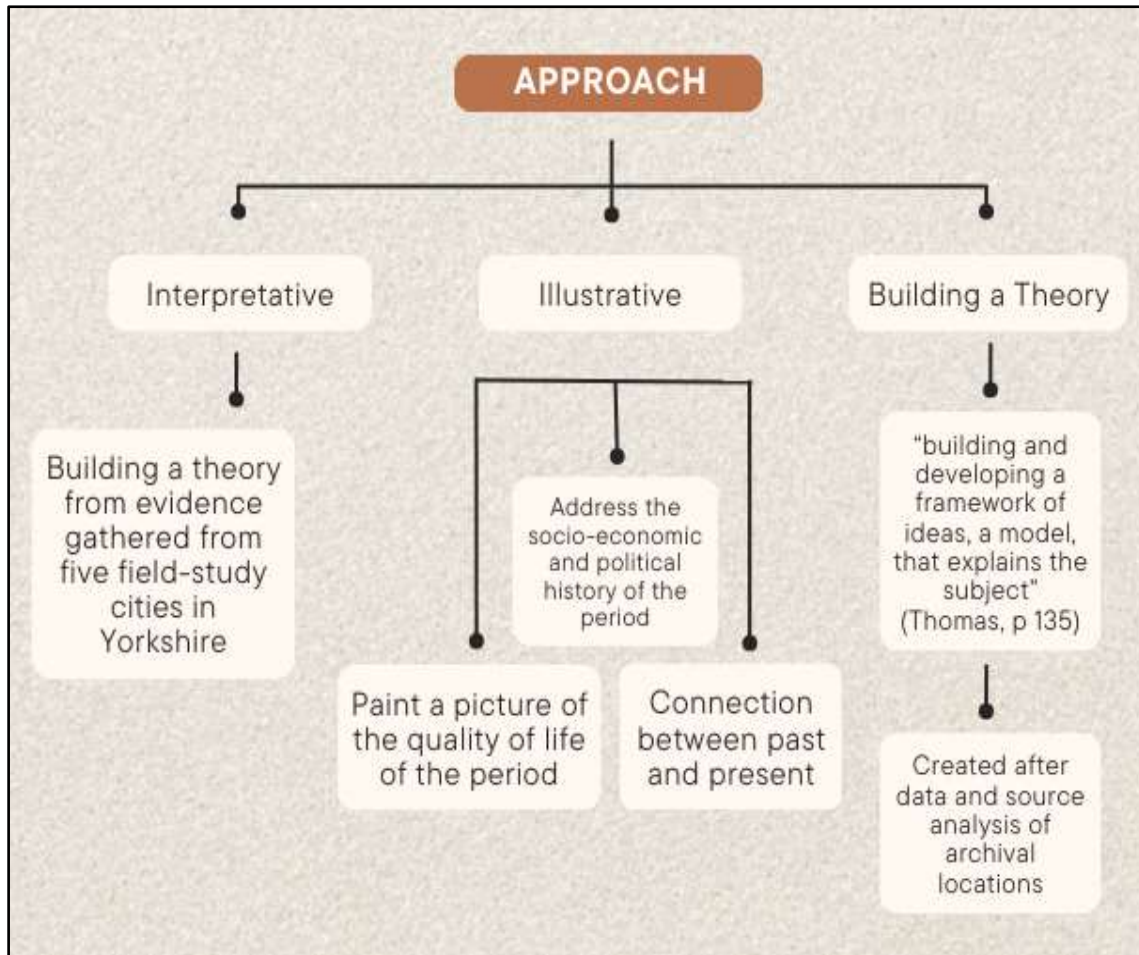 APPROACH
Interpretative
Illustrative
Building a Theory
Building a theory
from evidence
gathered from
five field-study
cities in
Yorkshire
Address the
socio-economic
and political
history of the
period
Paint a picture of
the quality of life
of the period
Connection
between past
and present
“building and
developing a
framework of
ideas, a model,
that explains the
subject”
(Thomas, p 135)
Created after
data and source
analysis of
archival
locations